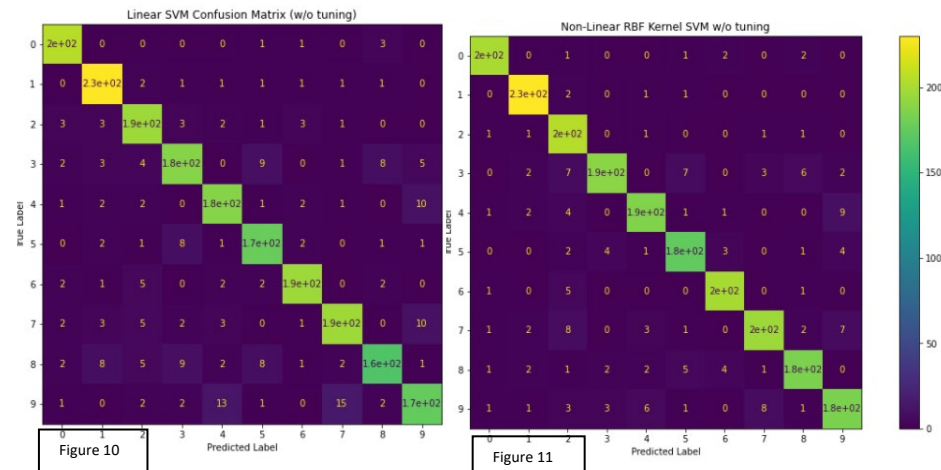 Linear SVM Confusion Matrix (w/o tuning)
True Label
0 2e+02 0 0 0 0 1 1 0 3 0
1 0 2.3e+02 2 1 1 1 1 1 1 0
2 3 3 1.9e+02 3 2 1 3 1 0 0
3 2 3 4 1.8e+02 0 9 0 1 8 5
4 1 2 2 0 1.8e+02 1 2 1 0 10
5 0 2 1 8 1 1.7e+02 2 0 1 1
6 2 1 5 0 2 2 1.9e+02 0 2 0
7 2 3 5 2 3 0 1 1.9e+02 0 10
8 2 8 5 9 2 8 1 2 1.6e+02 1
9 1 0 2 2 13 1 0 15 2 1.7e+02
0 1 2 3 4 5 6 7 8 9
Predicted Label
Figure 10
Non-Linear RBF Kernel SVM w/o tuning
True Label
0 2e+02 0 1 0 0 1 2 0 2 0
1 0 2.3e+02 2 0 1 1 0 0 0 0
2 1 1 2e+02 0 1 0 0 1 1 0
3 0 2 7 1.9e+02 0 7 0 3 6 2
4 1 2 4 0 1.9e+02 1 1 0 0 9
5 0 0 2 4 1 1.8e+02 3 0 1 4
6 1 0 5 0 0 0 2e+02 0 1 0
7 1 2 8 0 3 1 0 2e+02 2 7
8 1 2 1 2 2 5 4 1 1.8e+02 0
9 1 1 3 3 6 1 0 8 1 1.8e+02
0 1 2 3 4 5 6 7 8 9
Predicted Label
Figure 11
200
150
100
50
0